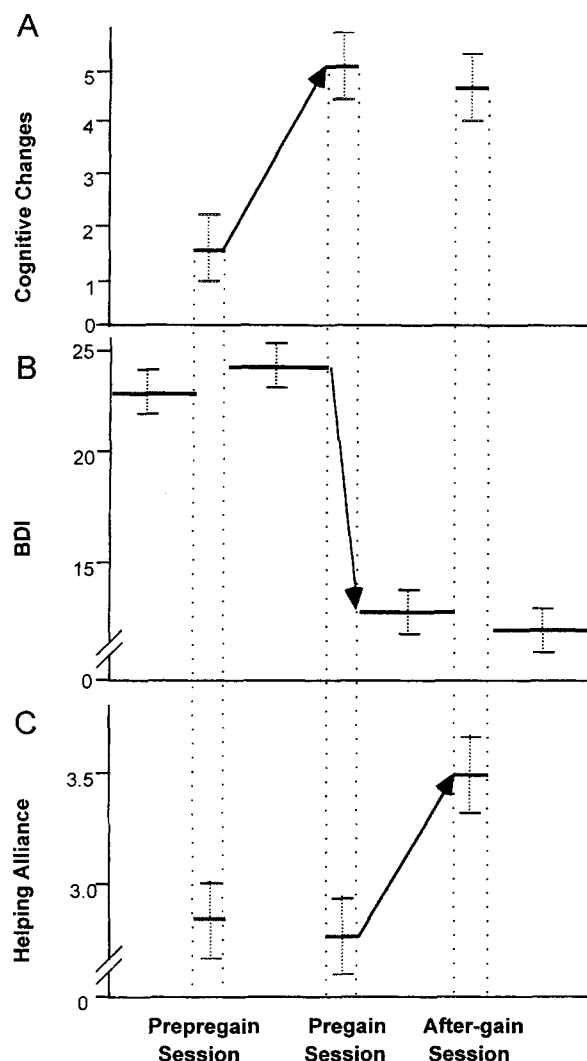 A
Cognitive Changes
5
4
3
2
1
0
B
BDI
25
20
15
0
C
Helping Alliance
3.5
3.0
0
Prepregain Pregain After-gain
Session Session Session